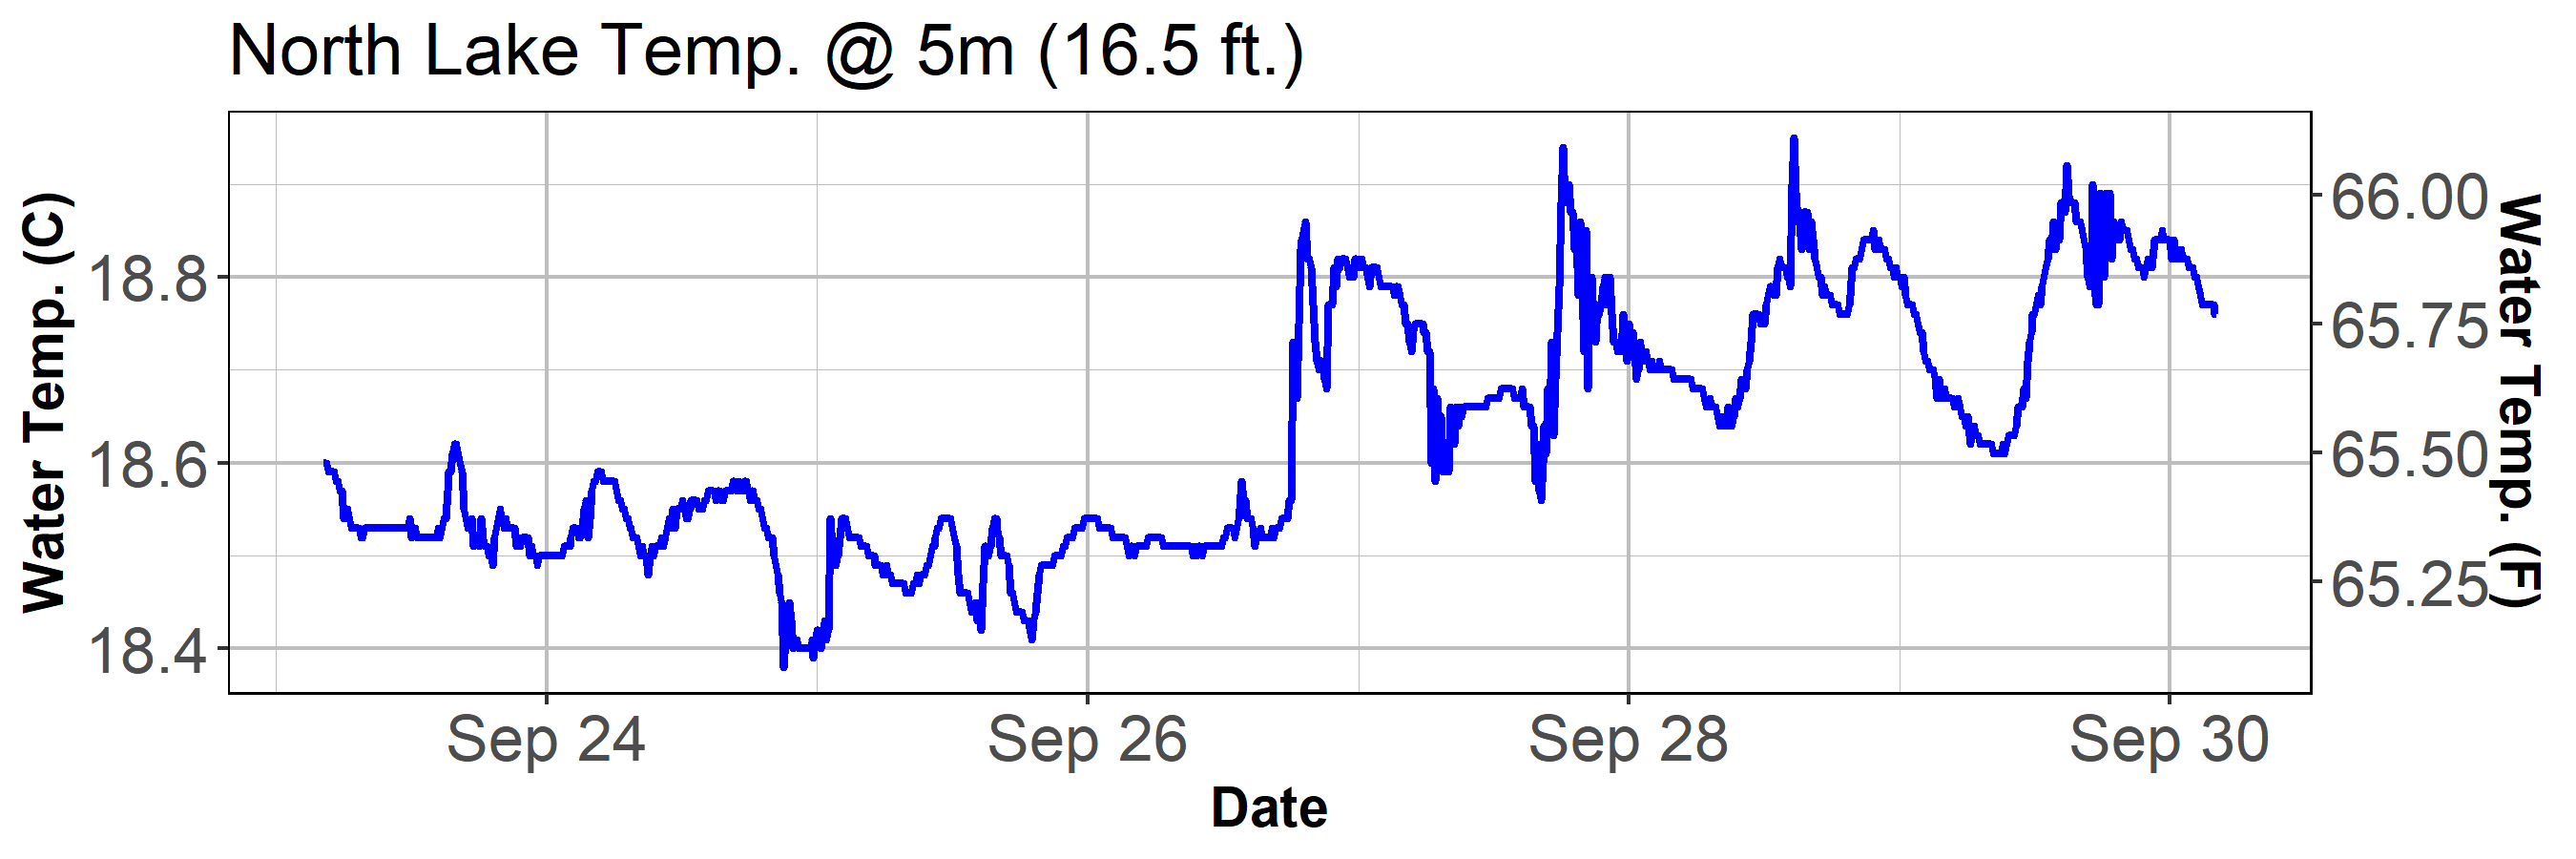 North Lake Temp. @ 5m (16.5 ft.)
Water Temp. (C)
18.8
18.6
18.4
66.00
65.75
65.50
65.25
Water Temp. (F)
Sep 24
Sep 26
Sep 28
Sep 30
Date